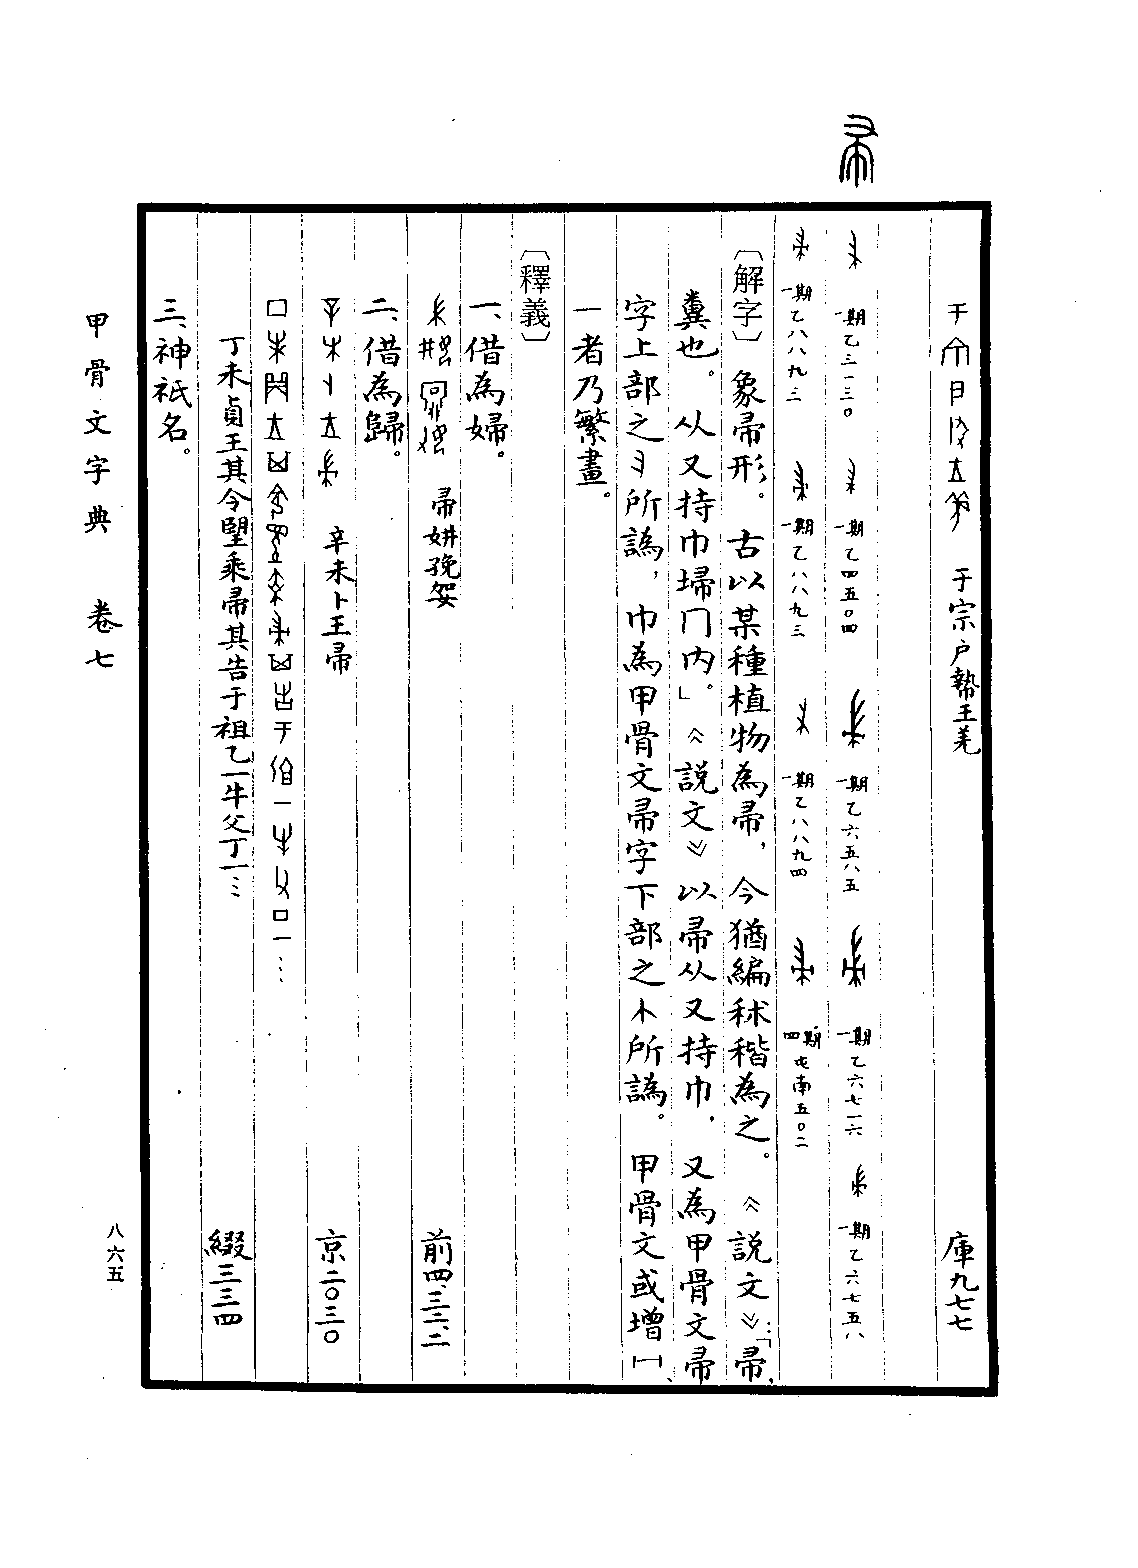 帚
于宗戶𭓇王羌 庫九七七
一期乙三一三〇 一期乙四五〇四 一期乙六五八五 一期乙六七一六 一期乙六七五八
一期乙八八九三 一期乙八八九三 一期乙八八九四 四期屯南五〇二
〔解字〕象帚形。古以某種植物為帚,今猶編秫稭為之。《說文》:「帚,
糞也。从又持巾埽冂內。」《說文》以帚从又持巾,又為甲骨文帚
字上部之彐所譌,巾為甲骨文帚字下部之木所譌。甲骨文或增冖、
一者乃繁畫。
〔釋義〕
一、借為婦。
帚妌㝃㚸 前四.三二.二
二、借為歸。
辛未卜王帚 京二〇三〇
丁未貞王其令望乘帚其告于祖乙一牛父丁一…
綴三三四
三、神祇名。
甲骨文字典 卷七
八六五